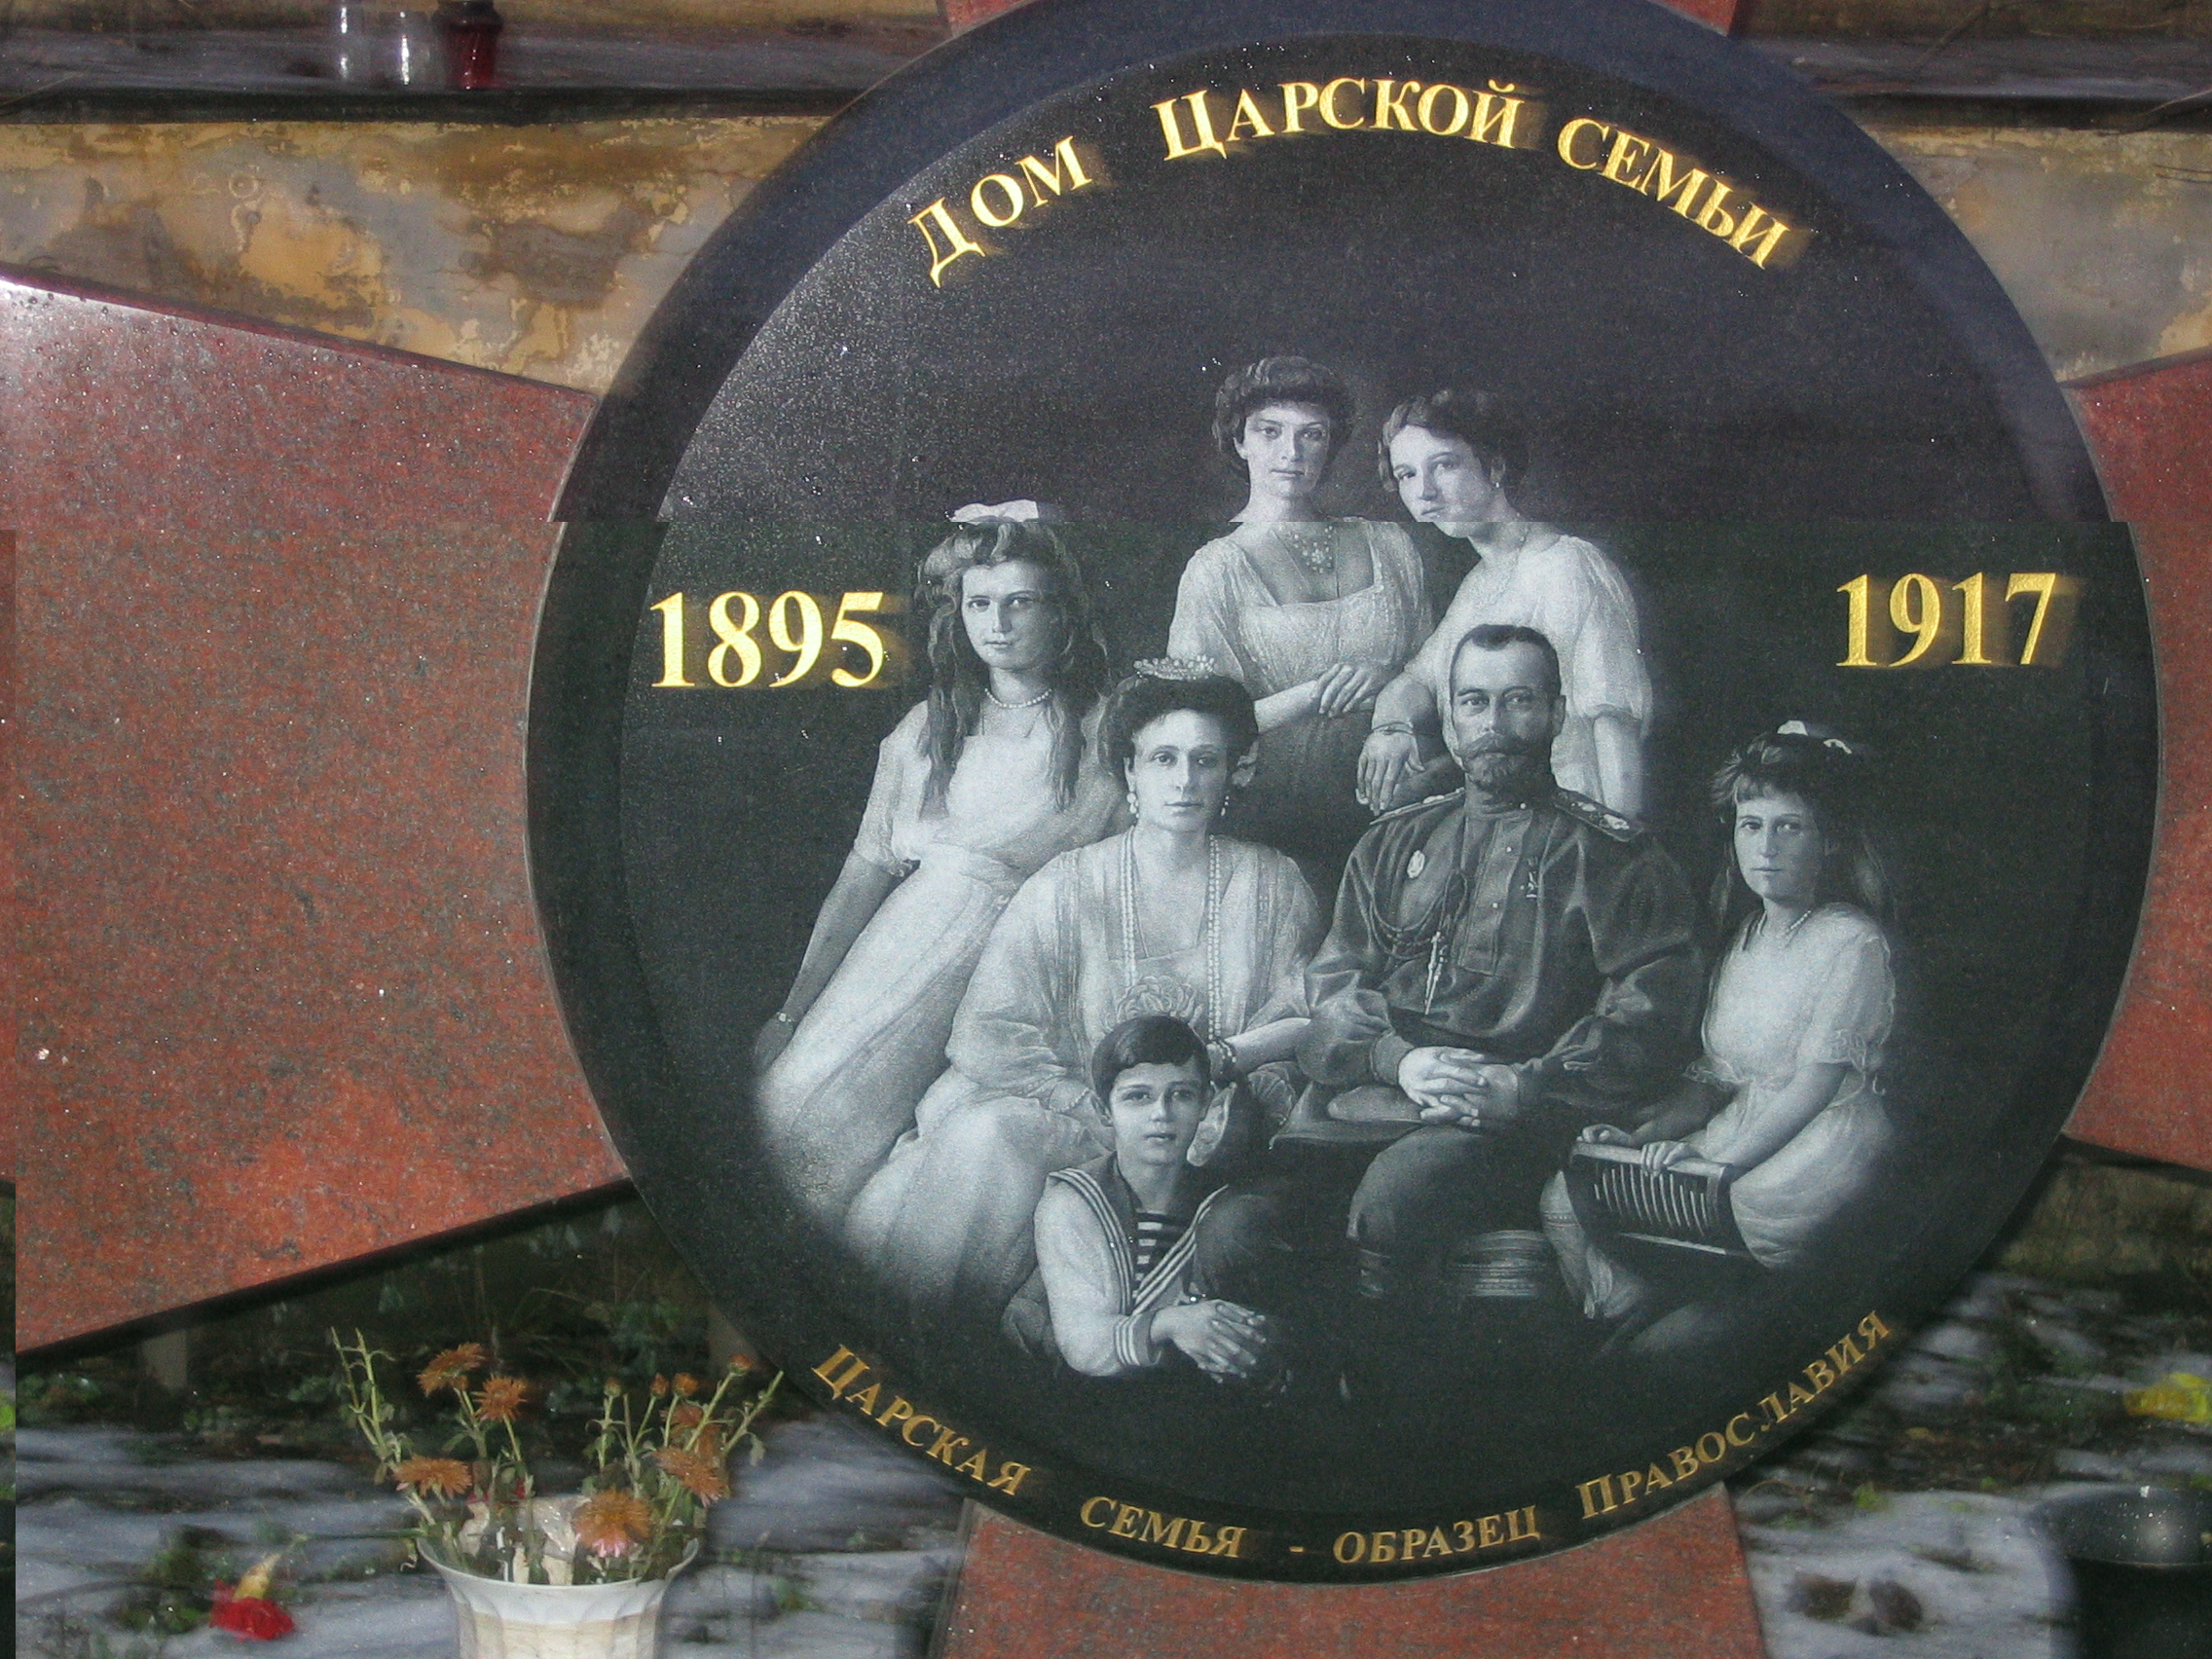 ДОМ ЦАРСКОЙ СЕМЬИ
1895 1917
ЦАРСКАЯ СЕМЬЯ - ОБРАЗЕЦ ПРАВОСЛАВИЯ